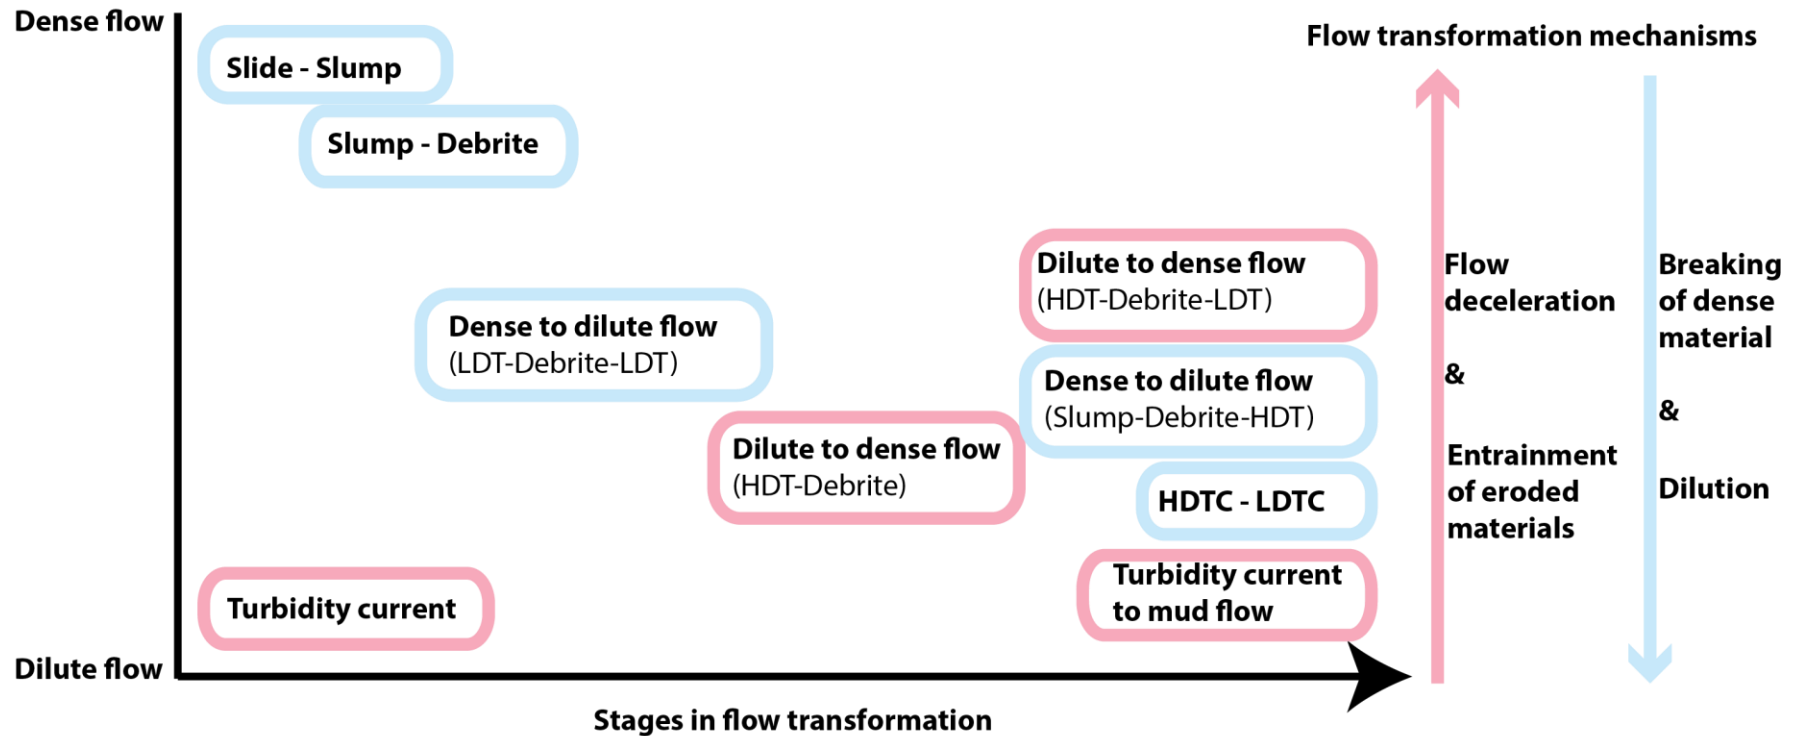 Dense flow
Slide - Slump
Slump - Debrite
Dense to dilute flow
(LDT-Debrite-LDT)
Dilute to dense flow
(HDT-Debrite)
Dilute to dense flow
(HDT-Debrite-LDT)
Dense to dilute flow
(Slump-Debrite-HDT)
HDTC - LDTC
Turbidity current
to mud flow
Turbidity current
Dilute flow
Stages in flow transformation
Flow transformation mechanisms
Flow
deceleration
&
Entrainment
of eroded
materials
Breaking
of dense
material
&
Dilution